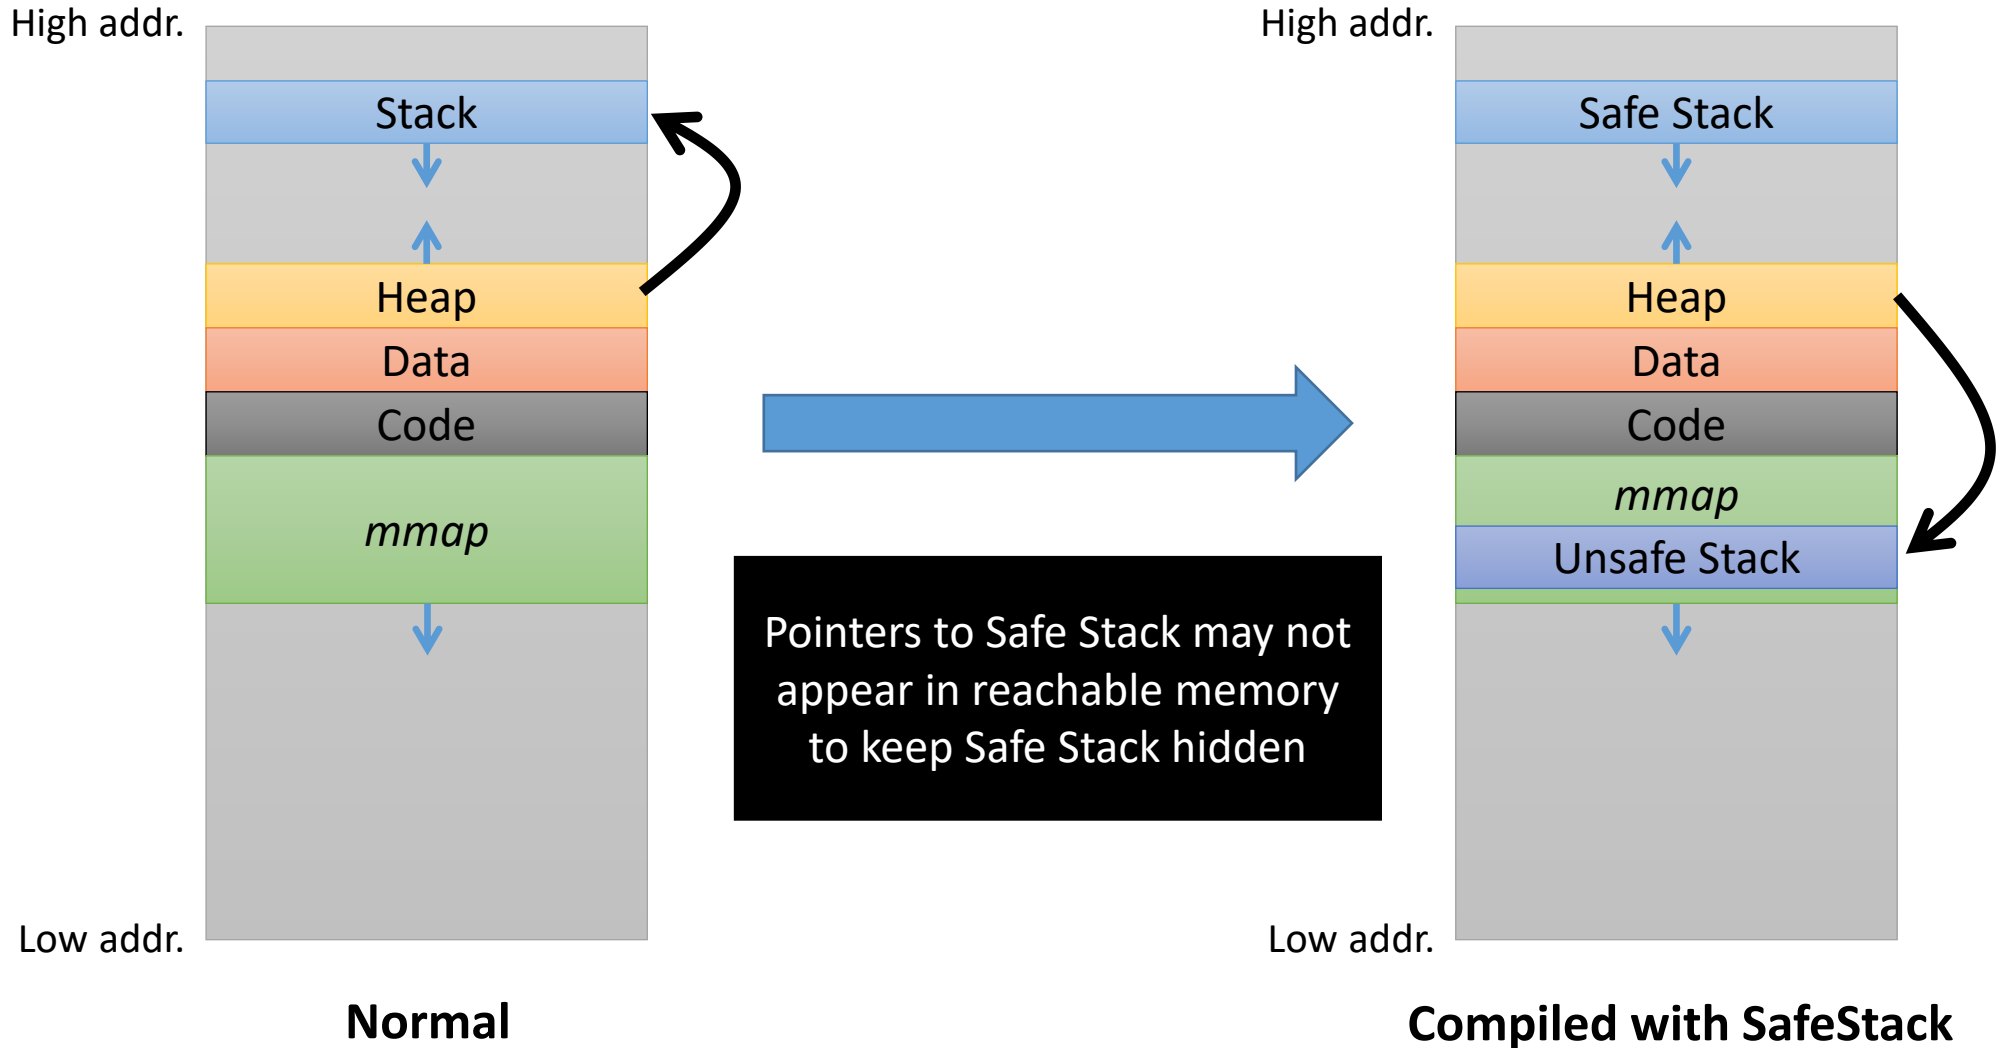 High addr.
Stack
Heap
Data
Code
mmap
Low addr.
Normal
Pointers to Safe Stack may not
appear in reachable memory
to keep Safe Stack hidden
High addr.
Safe Stack
Heap
Data
Code
mmap
Unsafe Stack
Low addr.
Compiled with SafeStack